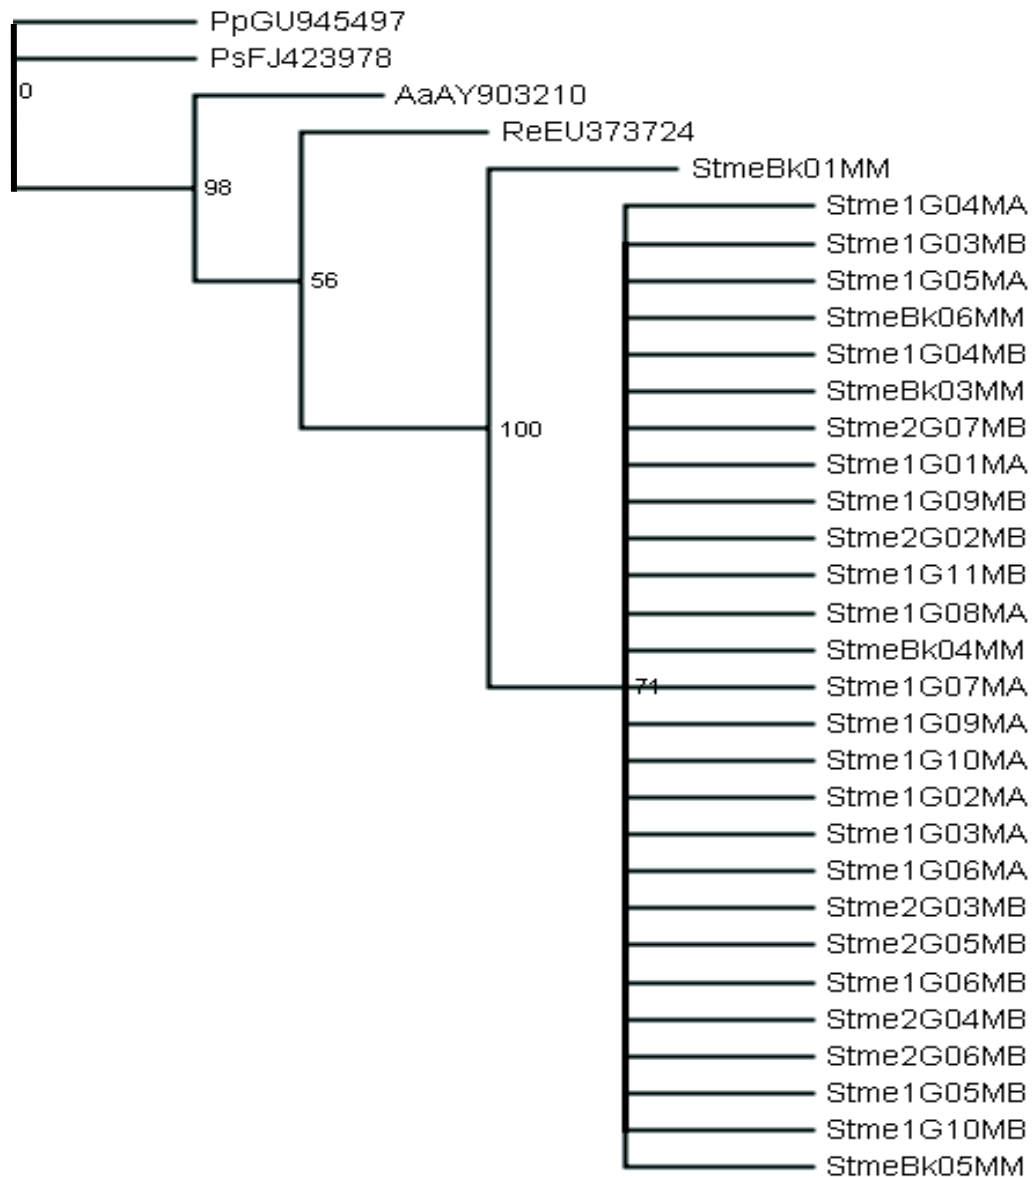 PpGU945497
PsFJ423978
0
AaAY903210
ReEU373724
StmeBk01MM
98
Stme1G04MA
Stme1G03MB
56
Stme1G05MA
StmeBk06MM
Stme1G04MB
StmeBk03MM
100
Stme2G07MB
Stme1G01MA
Stme1G09MB
Stme2G02MB
Stme1G11MB
Stme1G08MA
StmeBk04MM
71
Stme1G07MA
Stme1G09MA
Stme1G10MA
Stme1G02MA
Stme1G03MA
Stme1G06MA
Stme2G03MB
Stme2G05MB
Stme1G06MB
Stme2G04MB
Stme2G06MB
Stme1G05MB
Stme1G10MB
StmeBk05MM